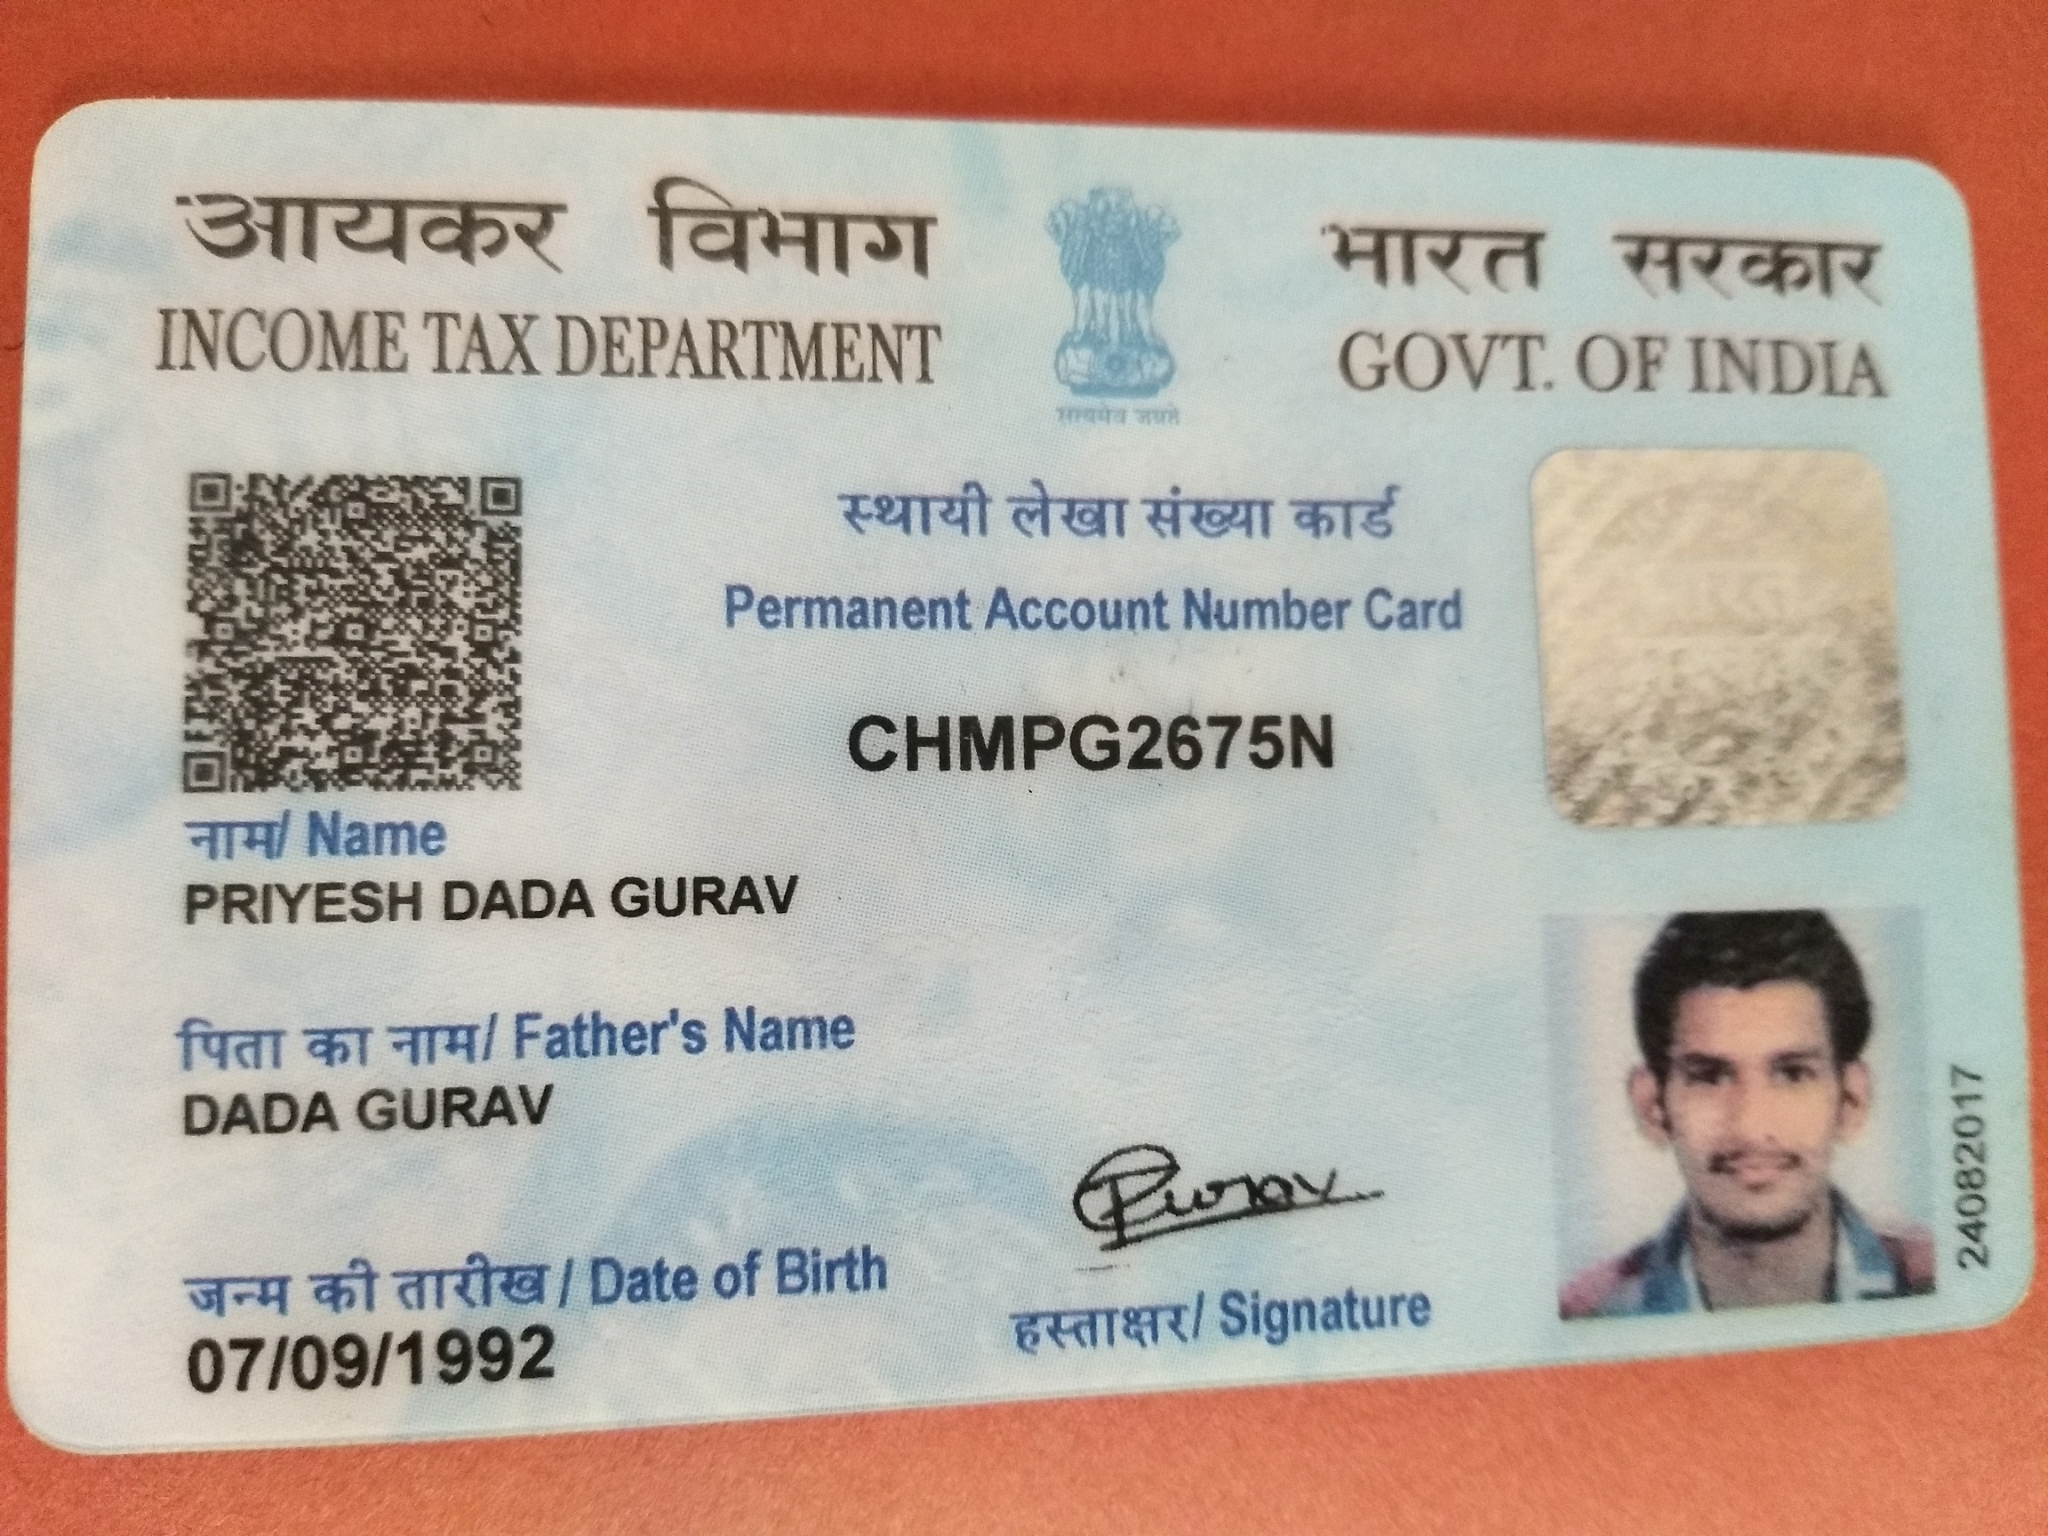 आयकर विभाग
INCOME TAX DEPARTMENT
सत्यमेव जयते
भारत सरकार
GOVT. OF INDIA
स्थायी लेखा संख्या कार्ड
Permanent Account Number Card
CHMPG2675N
नाम/ Name
PRIYESH DADA GURAV
पिता का नाम/ Father's Name
DADA GURAV
जन्म की तारीख / Date of Birth
07/09/1992
PGurav
हस्ताक्षर/ Signature
24082017